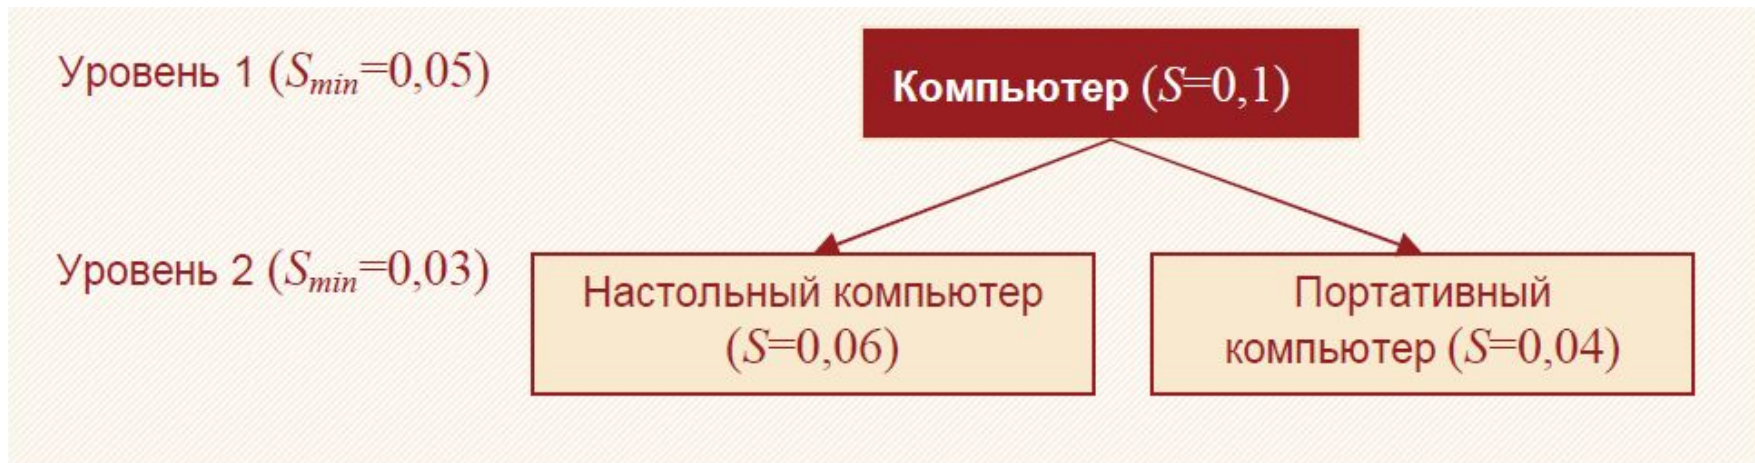 Уровень 1 (Smin=0,05)
Компьютер (S=0,1)
Уровень 2 (Smin=0,03)
Настольный компьютер
(S=0,06)
Портативный
компьютер (S=0,04)